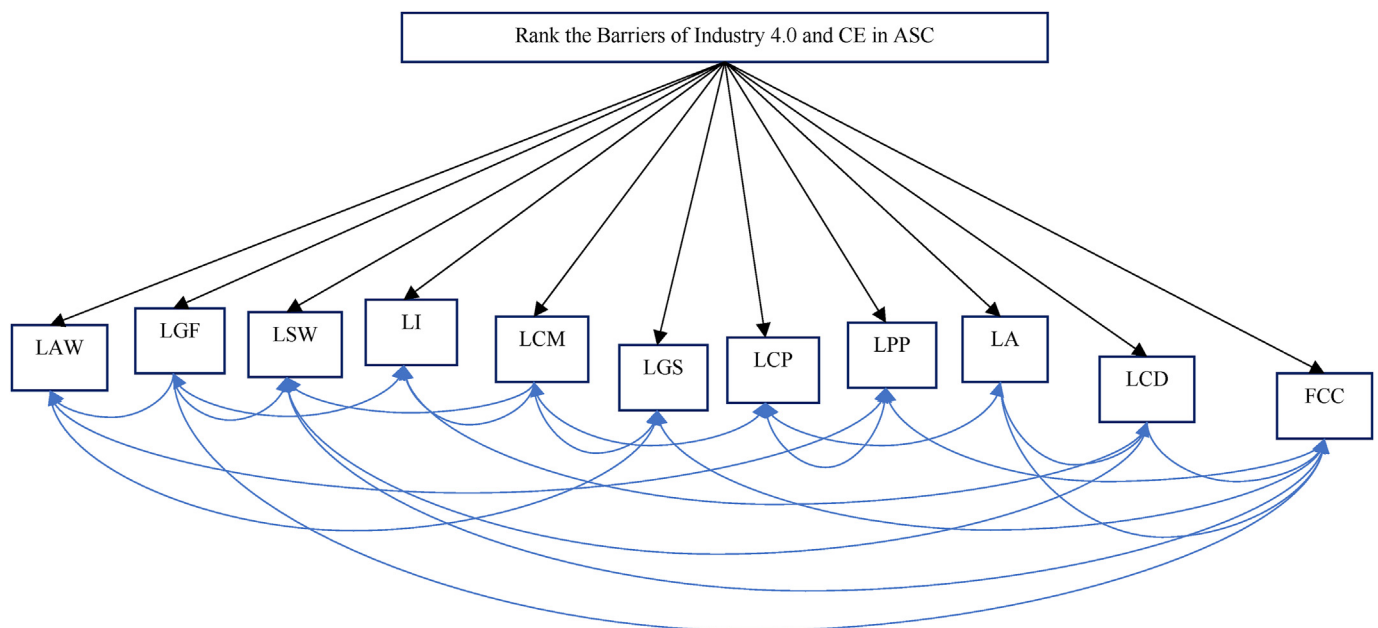 Rank the Barriers of Industry 4.0 and CE in ASC
LAW
LGF
LSW
LI
LCM
LGS
LCP
LPP
LA
LCD
FCC